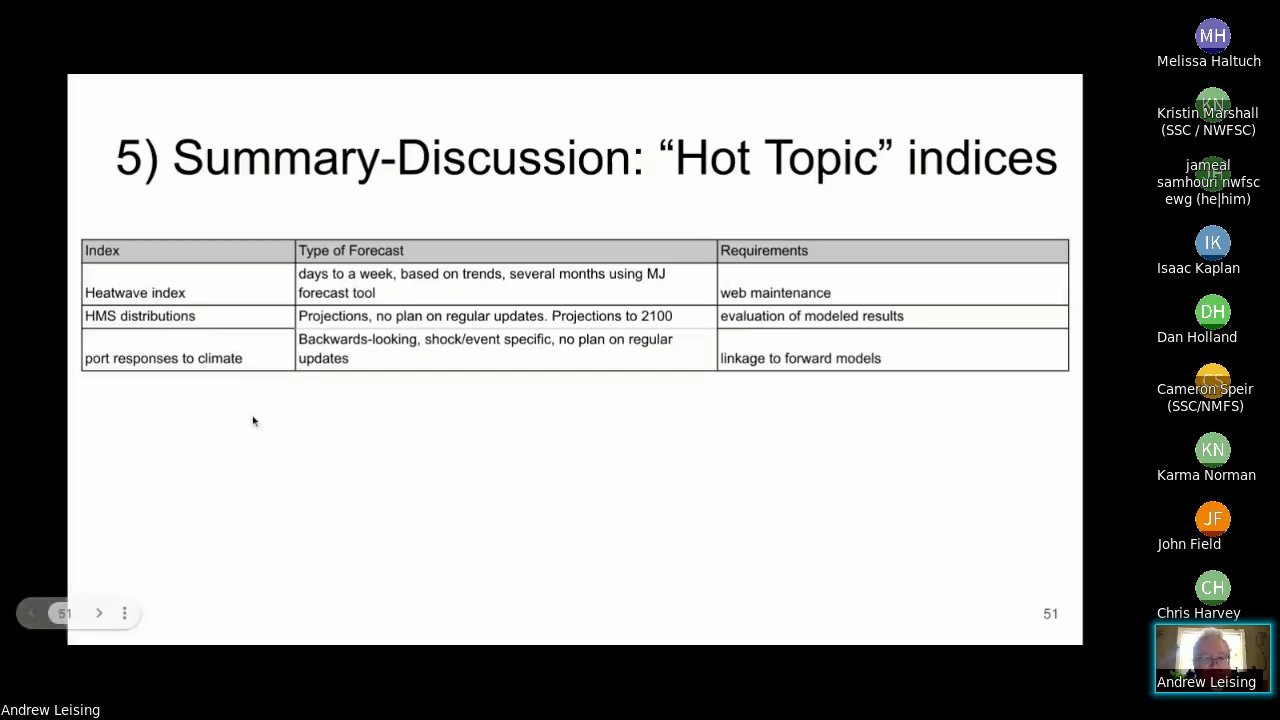 5) Summary-Discussion: “Hot Topic” indices
Index
Type of Forecast
Requirements
Heatwave index
days to a week, based on trends, several months using MJ
forecast tool
web maintenance
HMS distributions
Projections, no plan on regular updates. Projections to 2100
evaluation of modeled results
port responses to climate
Backwards-looking, shock/event specific, no plan on regular
updates
linkage to forward models
51
51
MH
Melissa Haltuch
KN
Kristin Marshall
(SSC / NWFSC)
JH
jameal
samhouri nwfsc
ewg (he|him)
IK
Isaac Kaplan
DH
Dan Holland
CS
Cameron Speir
(SSC/NMFS)
KN
Karma Norman
JF
John Field
CH
Chris Harvey
Andrew Leising
Andrew Leising